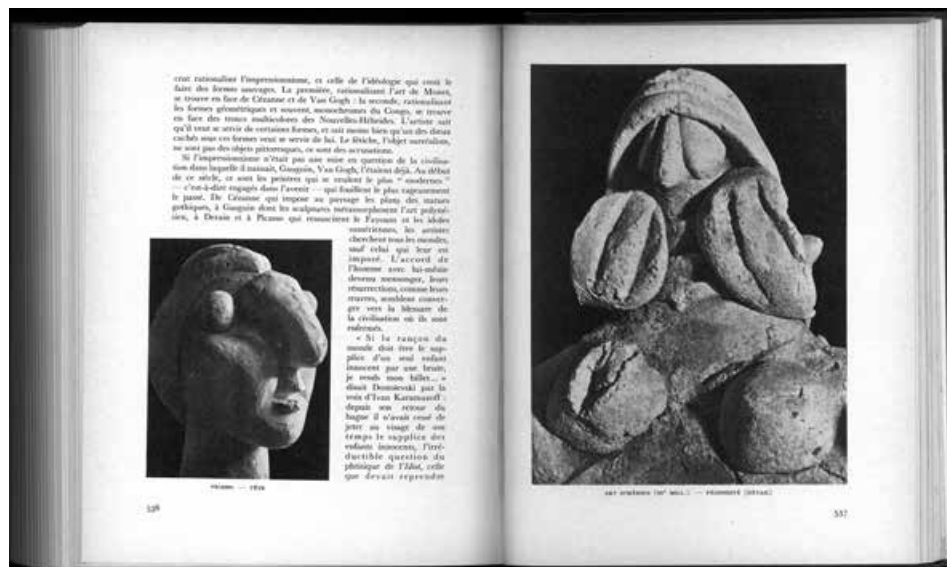 crut rationaliser l'impressionnisme, et celle de l'idéologie qui croit le
faire des formes sauvages. La première, rationalisant l'art de Monet,
se trouve en face de Cézanne et de Van Gogh : la seconde, rationalisant
les formes géométriques et souvent monochromes du Congo, se trouve
en face des troncs multicolores des Nouvelles-Hébrides. L'artiste sait
qu'il veut se servir de certaines formes, et sait moins bien qu'un des dieux
cachés sous ces formes veut se servir de lui. Le fétiche, l'objet surréaliste,
ne sont pas des objets pittoresques, ce sont des accusations.
Si l'impressionnisme n'était pas une mise en question de la civilisa-
tion dans laquelle il naissait, Gauguin, Van Gogh, l'étaient déjà. Au début
de ce siècle, ce sont les peintres qui se veulent le plus " modernes "
— c'est-à-dire engagés dans l'avenir — qui fouillent le plus rageusement
le passé. De Cézanne qui impose au paysage les plans des statues
gothiques, à Gauguin dont les sculptures métamorphosent l'art polyné-
sien, à Derain et à Picasso qui ressuscitent le Fayoum et les idoles
sumériennes, les artistes
cherchent tous les mondes,
sauf celui qui leur est
imposé. L'accord de
l'homme avec lui-même
devenu mensonger, leurs
résurrections, comme leurs
œuvres, semblent conver-
ger vers la blessure de
la civilisation où ils sont
enfermés.
« Si la rançon du
monde doit être le sup-
plice d'un seul enfant
innocent par une brute,
je rends mon billet... »
disait Dostoïevski par la
voix d'Ivan Karamazoff :
depuis son retour du
bagne il n'avait cessé de
jeter au visage de son
temps le supplice des
enfants innocents, l'irré-
ductible question du
phtisique de l'Idiot, celle
que devait reprendre
PICASSO — TÊTE
536
(DÉTAIL)
537